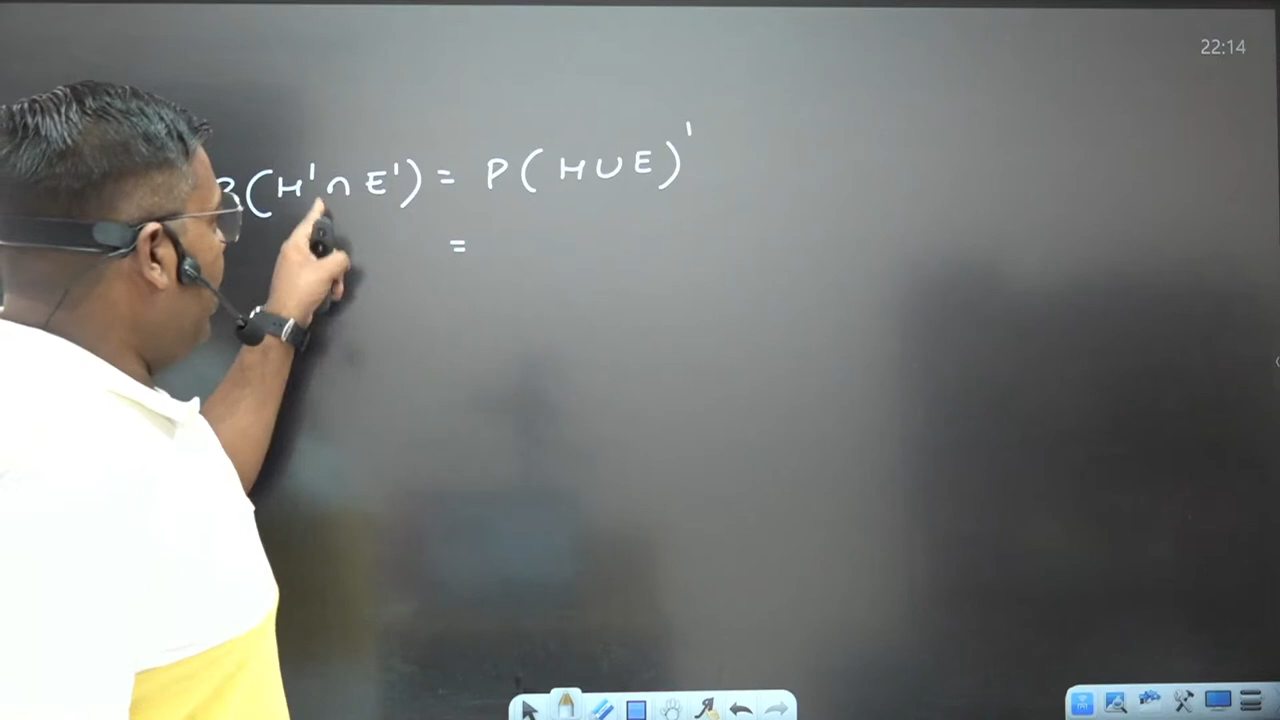 22:14
(H'∩E') = P(H∪E)'
=